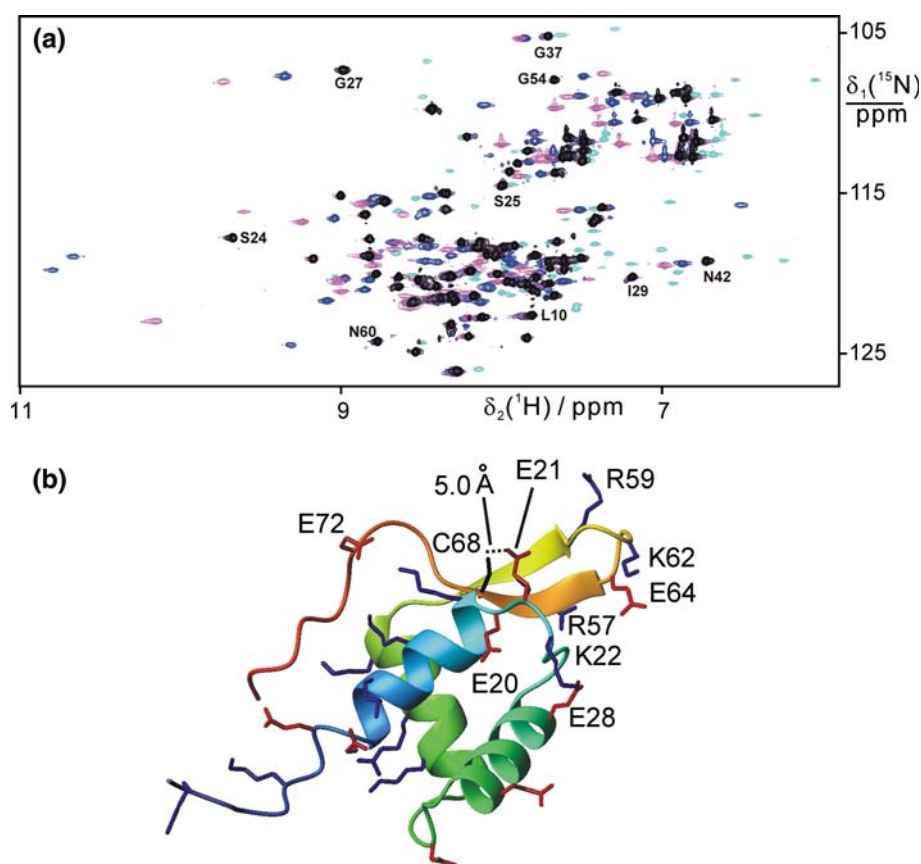 (a)
105
G37
G54
G27
δ₁(¹⁵N)
ppm
S25
115
S24
I29
N42
L10
N60
125
11
9
δ₂(¹H) / ppm
7
(b)
E21
5.0 Å
R59
E72
C68
K62
E64
R57
K22
E20
E28